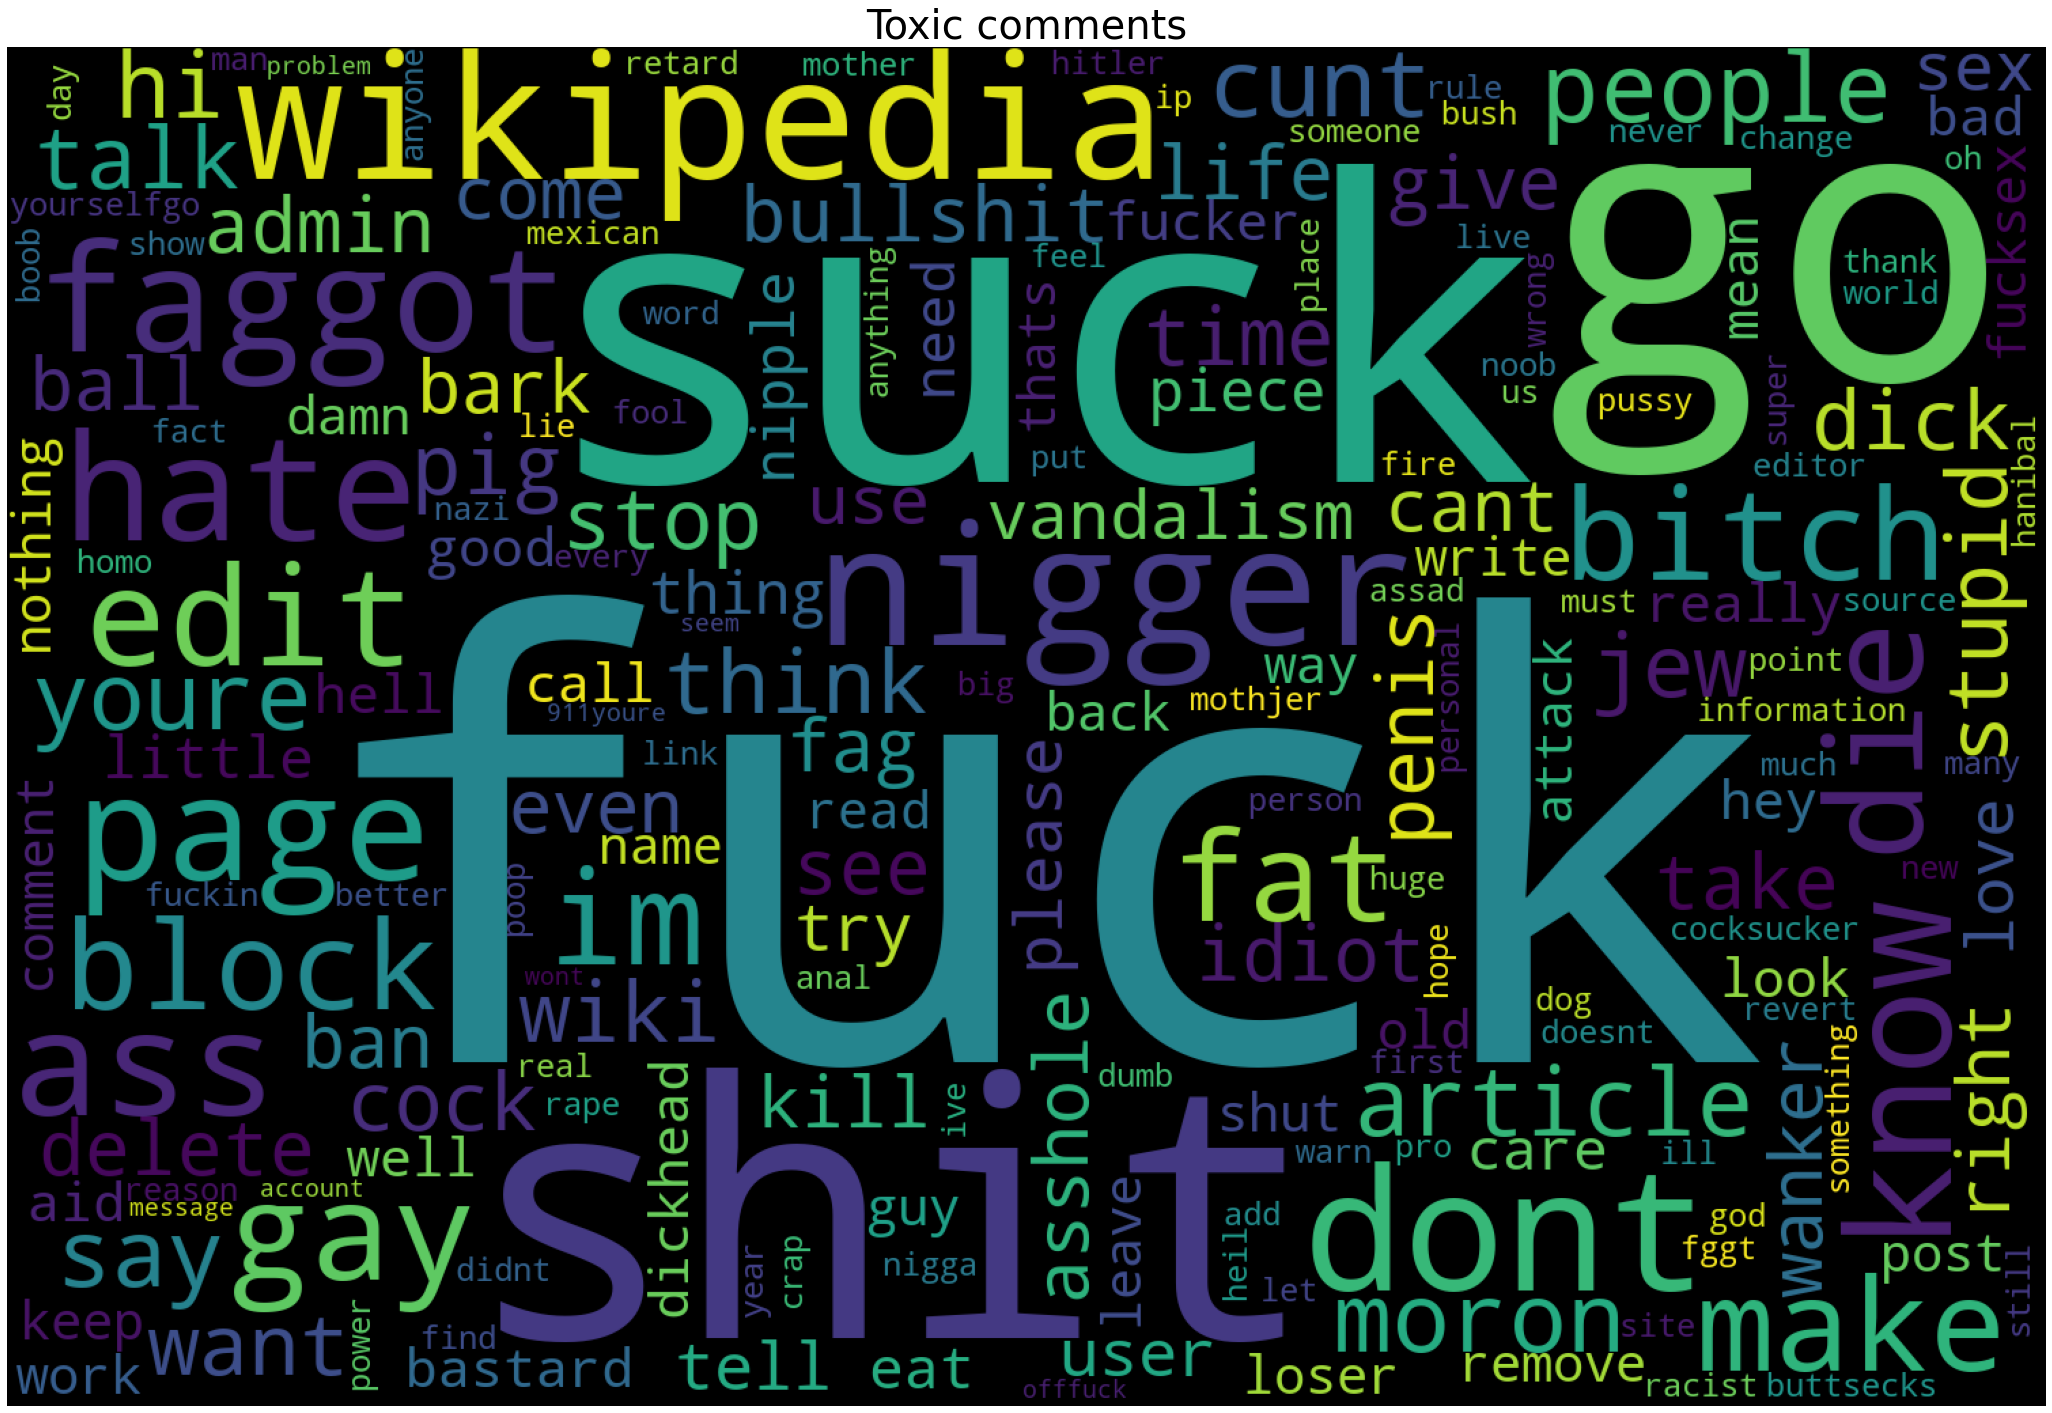 Toxic comments
day
hi
man
problem
wikipedia
anyone
retard
mother
hitler
ip
cunt
rule
bush
someone
people
never
change
sex
bad
oh
talk
yourselfgo
admin
come
mexican
bullshit
fucker
life
give
live
boob
show
faggot
suck
go
thank
world
fucksex
word
nipple
anything
need
feel
thats
place
time
piece
wrong
noob
us
mean
pussy
super
dick
editor
ball
bark
damn
lie
fool
fact
hate
pig
nazi
good
every
stop
use
put
fire
vandalism
cant
write
bitch
stupid
hanibal
nothing
homo
edit
thing
seem
nigger
assad
must
really
source
youre
hell
call
911youre
think
big
way
back
mothjer
penis
personal
attack
jew
point
information
die
little
link
fag
fuck
please
person
hey
much
many
love
comment
page
fuckin
better
even
name
read
see
fat
huge
take
new
poop
block
im
try
anal
idiot
hope
cocksucker
look
know
wont
wiki
ban
dog
doesnt
revert
old
first
ass
real
rape
cock
kill
ive
asshole
dumb
shut
article
wanker
something
right
delete
well
dickhead
shit
warn
pro
care
ill
aid
reason
message
account
gay
say
didnt
guy
nigga
year
crap
leave
heil
add
let
dont
god
fggt
post
still
keep
want
power
find
moron
site
make
work
bastard
tell
eat
user
offfuck
loser
remove
racist
buttsecks